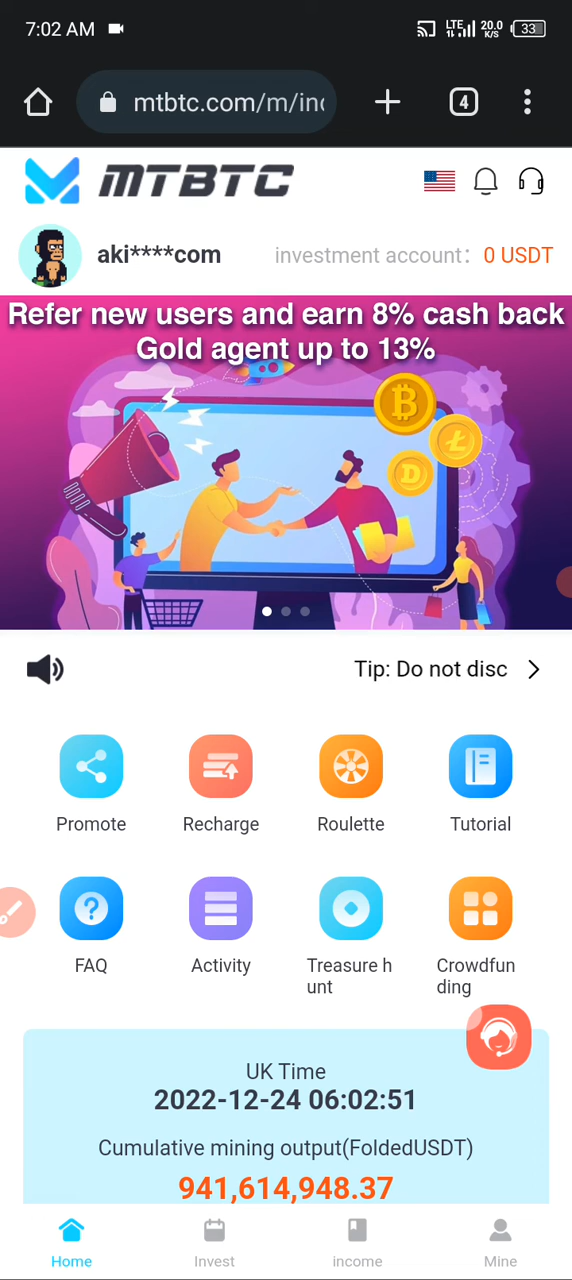 7:02 AM LTE 20.0 K/S 33
mtbtc.com/m/in 4
MTBTC
aki****com investment account: 0 USDT
Refer new users and earn 8% cash back
Gold agent up to 13%
Tip: Do not disc
Promote Recharge Roulette Tutorial
FAQ Activity Treasure h Crowdfun
unt ding
UK Time
2022-12-24 06:02:51
Cumulative mining output(FoldedUSDT)
941,614,948.37
Home Invest income Mine